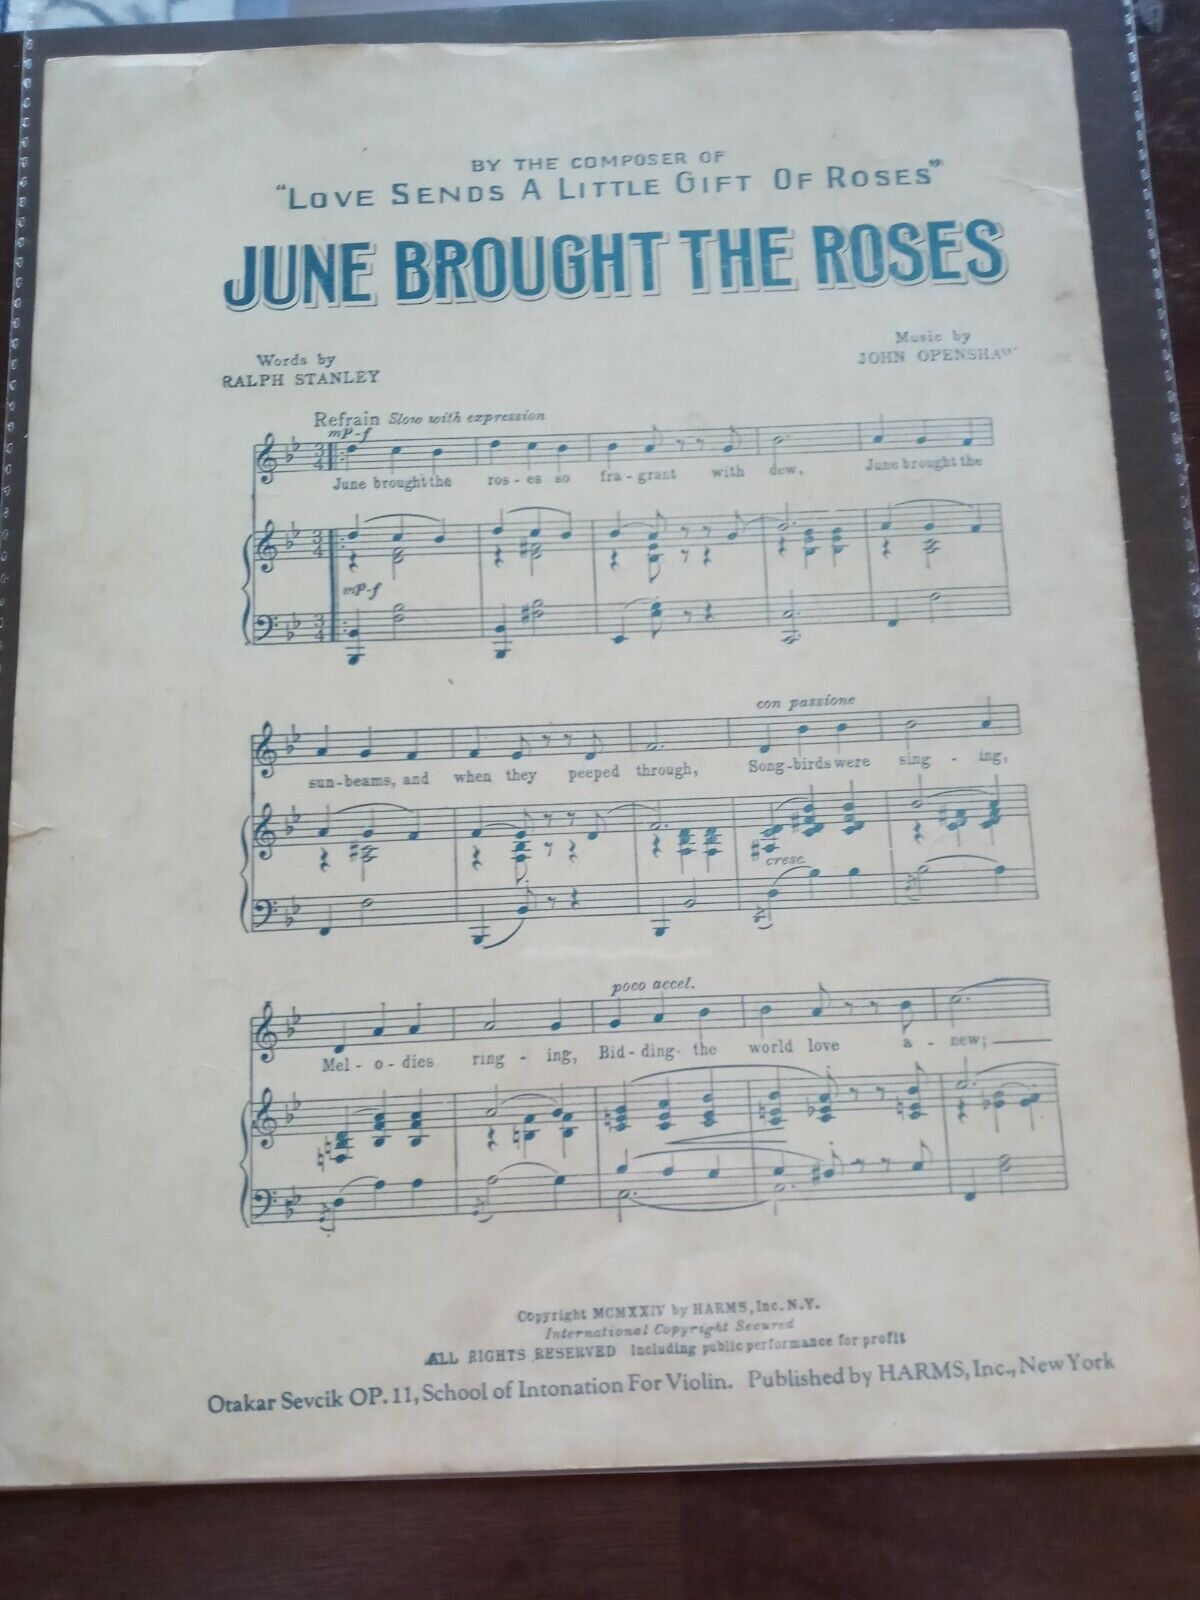 BY THE COMPOSER OF
"LOVE SENDS A LITTLE GIFT OF ROSES"
JUNE BROUGHT THE ROSES
Words by
RALPH STANLEY
Music by
JOHN OPENSHAW
Refrain Slow with expression
mp-f
June brought the ros - es so fra - grant with dew, June brought the
mp-f
con passione
sun-beams, and when they peeped through, Song-birds were sing - ing,
cresc.
poco accel.
Mel - o - dies ring - ing, Bid - ding the world love a - new;
Copyright MCMXXIV by HARMS, Inc. N.Y.
International Copyright Secured
ALL RIGHTS RESERVED Including public performance for profit
Otakar Sevcik OP. 11, School of Intonation For Violin. Published by HARMS, Inc., New York